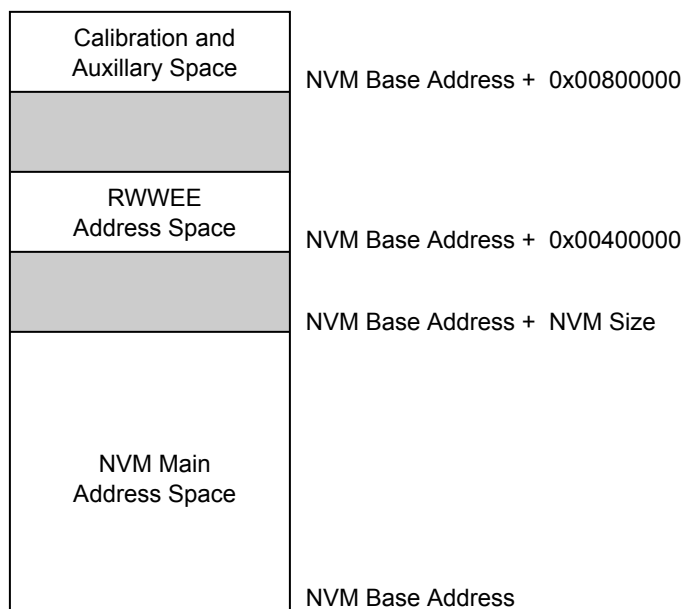 Calibration and
Auxillary Space
NVM Base Address + 0x00800000
RWWEE
Address Space
NVM Base Address + 0x00400000
NVM Base Address + NVM Size
NVM Main
Address Space
NVM Base Address